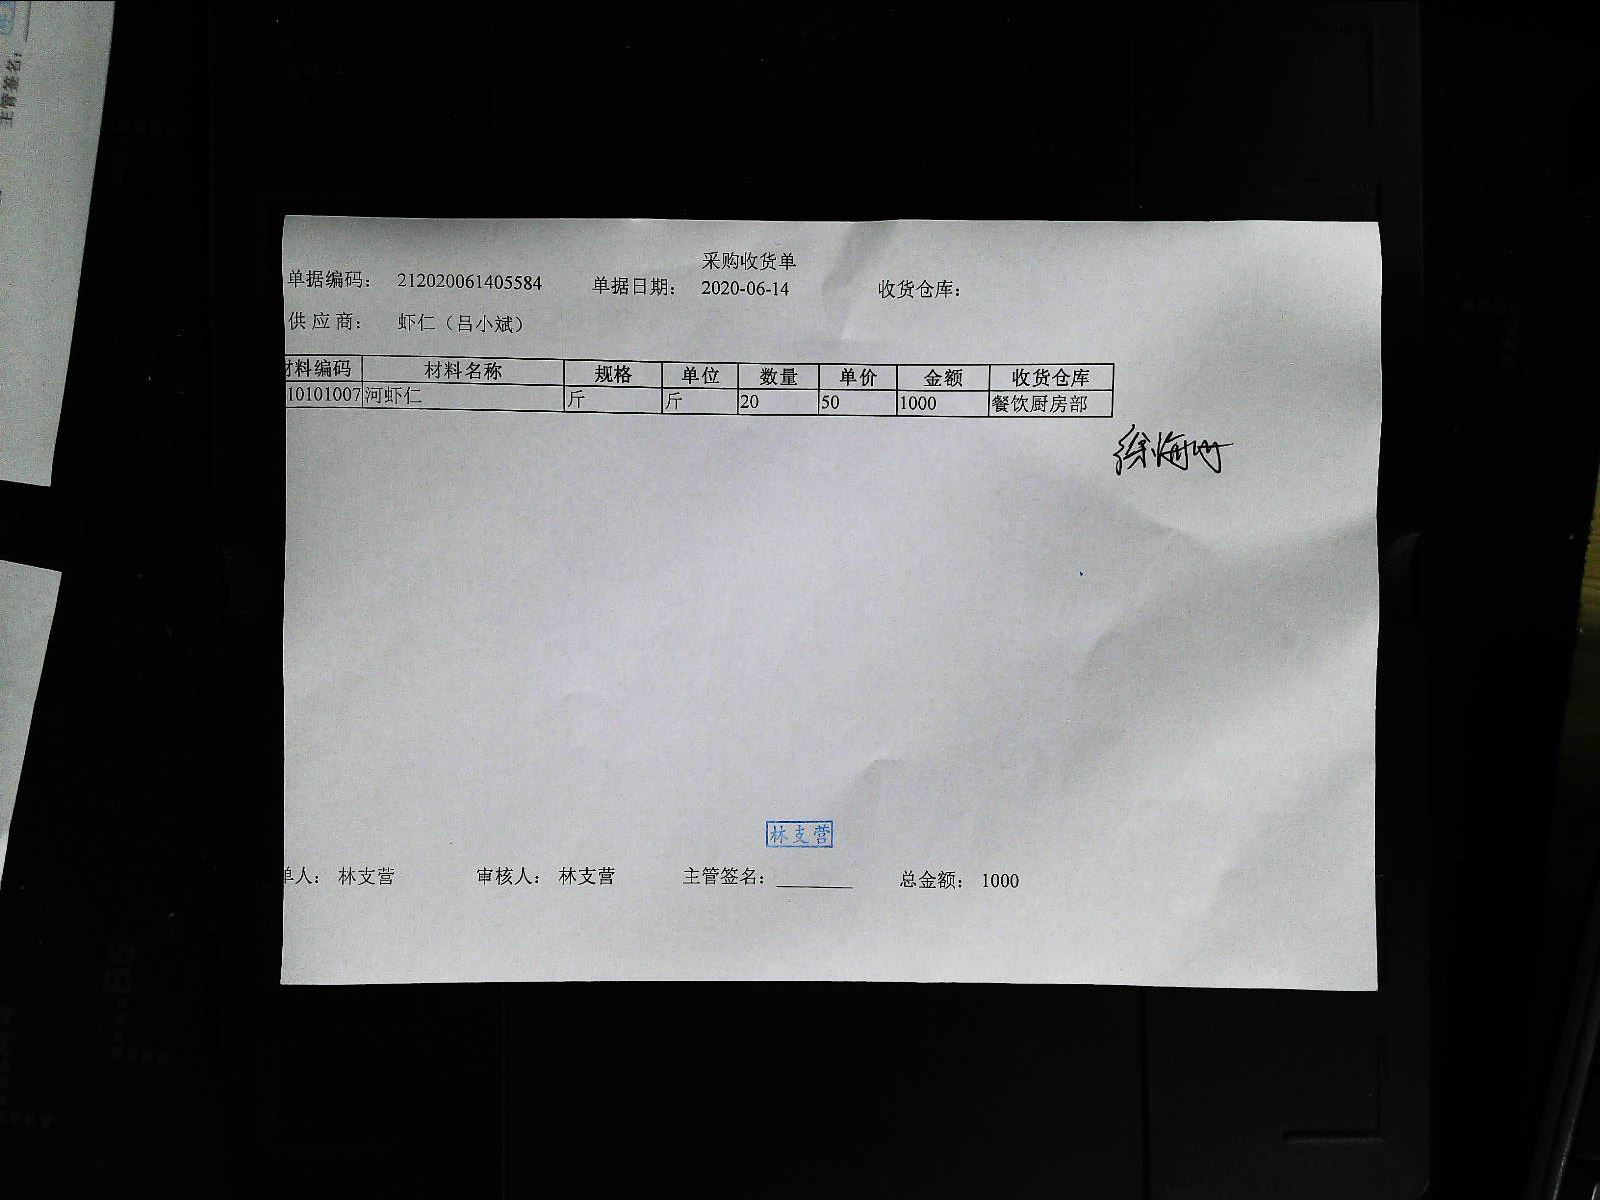 采购收货单
单据编码： 212020061405584 单据日期： 2020-06-14 收货仓库：
供应商： 虾仁（吕小斌）
材料编码 材料名称 规格 单位 数量 单价 金额 收货仓库
10101007 河虾仁 斤 斤 20 50 1000 餐饮厨房部
林支营
单人： 林支营 审核人： 林支营 主管签名： 总金额： 1000
主管签名：